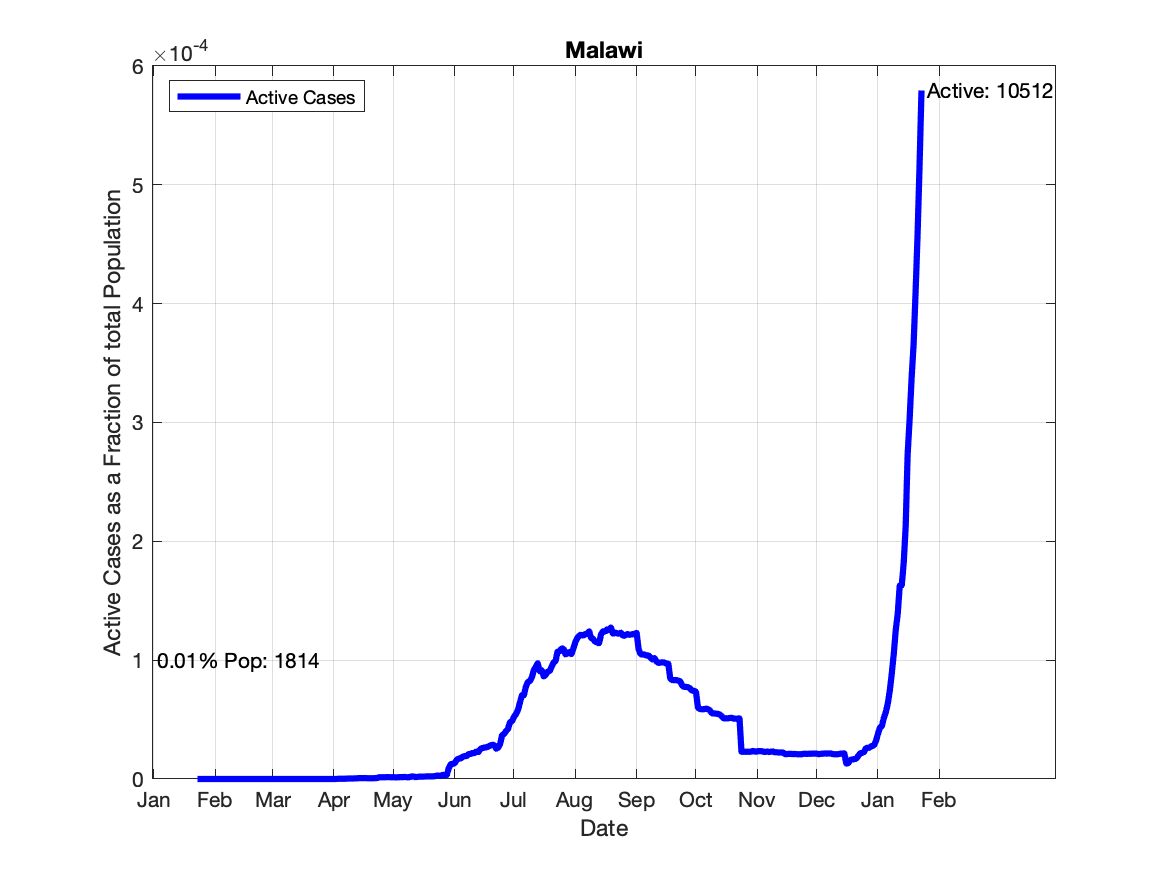 Malawi
×10-4
6
5
4
3
2
1
0
Active Cases
Active: 10512
0.01% Pop: 1814
Active Cases as a Fraction of total Population
Jan Feb Mar Apr May Jun Jul Aug Sep Oct Nov Dec Jan Feb
Date